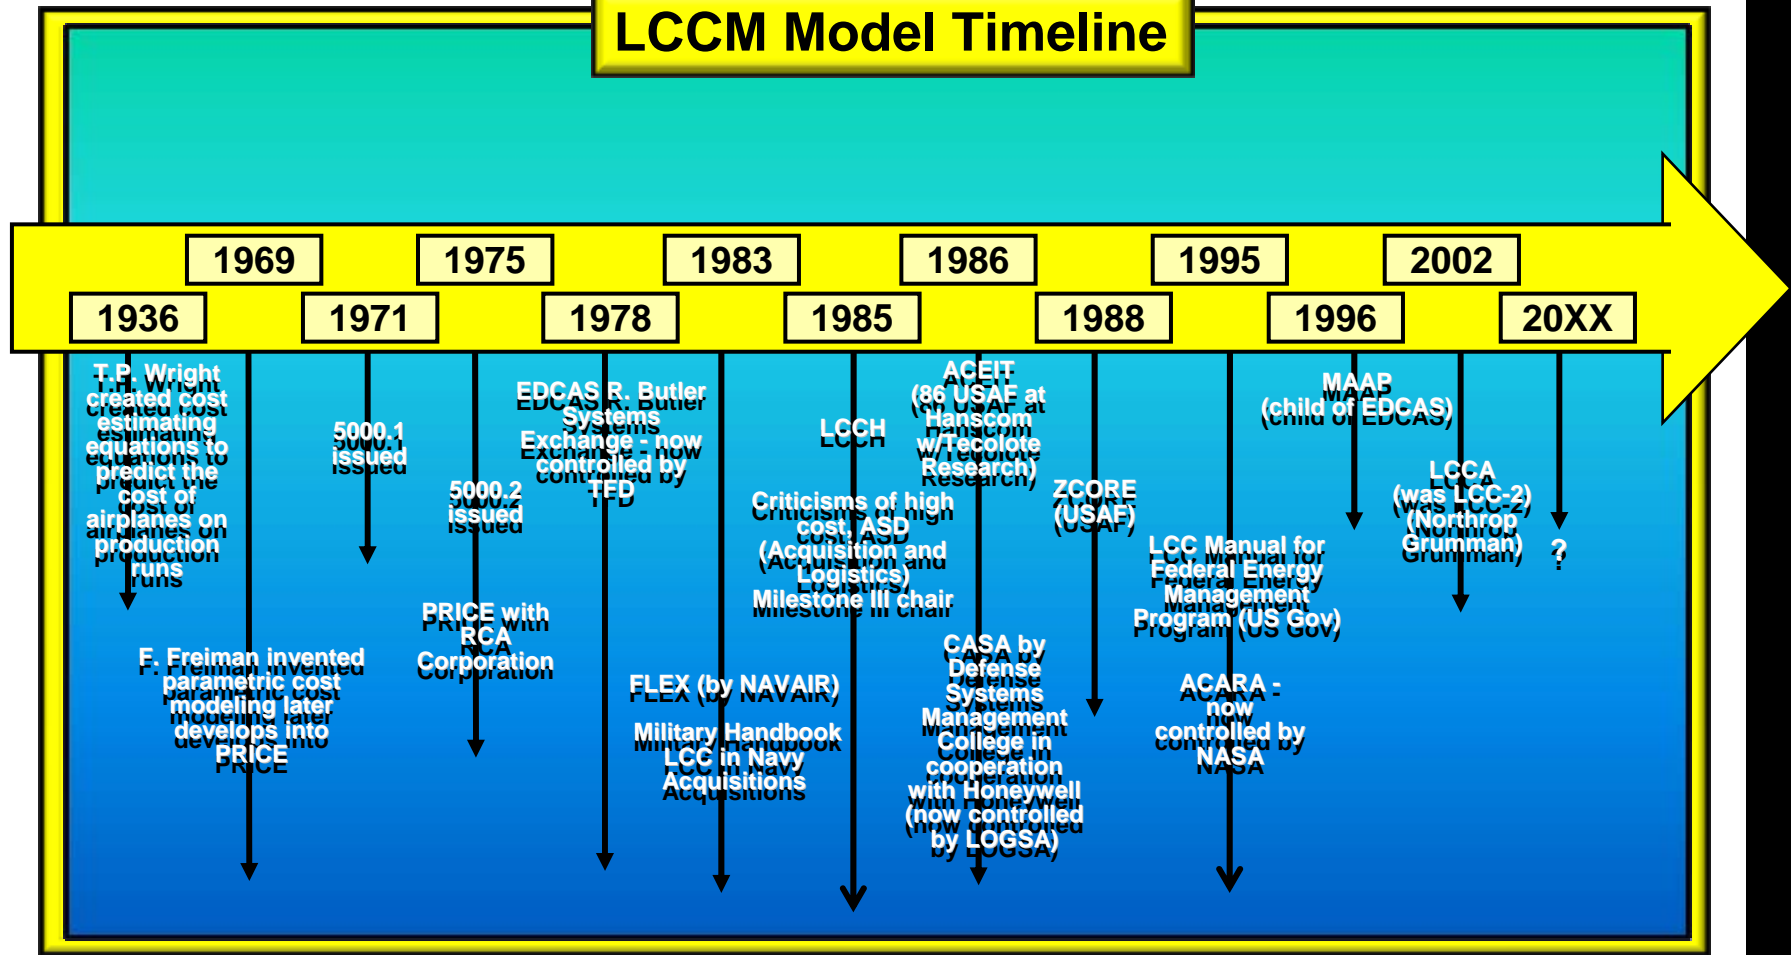 LCCM Model Timeline
1969
1975
1983
1986
1995
2002
1936
1971
1978
1985
1988
1996
20XX
T.P. Wright
created cost
estimating
equations to
predict the
cost of
airplanes on
production
runs
F. Freiman invented
parametric cost
modeling later
develops into
PRICE
5000.1
issued
5000.2
issued
PRICE with
RCA
Corporation
EDCAS R. Butler
Systems
Exchange - now
controlled by
TFD
FLEX (by NAVAIR)
Military Handbook
LCC in Navy
Acquisitions
LCCH
Criticisms of high
cost, ASD
(Acquisition and
Logistics)
Milestone III chair
ACEIT
(86 USAF at
Hanscom
w/Tecolote
Research)
CASA by
Defense
Systems
Management
College in
cooperation
with Honeywell
(now controlled
by LOGSA)
ZCORE
(USAF)
LCC Manual for
Federal Energy
Management
Program (US Gov)
ACARA -
now
controlled by
NASA
MAAP
(child of EDCAS)
LCCA
(was LCC-2)
(Northrop
Grumman)
?